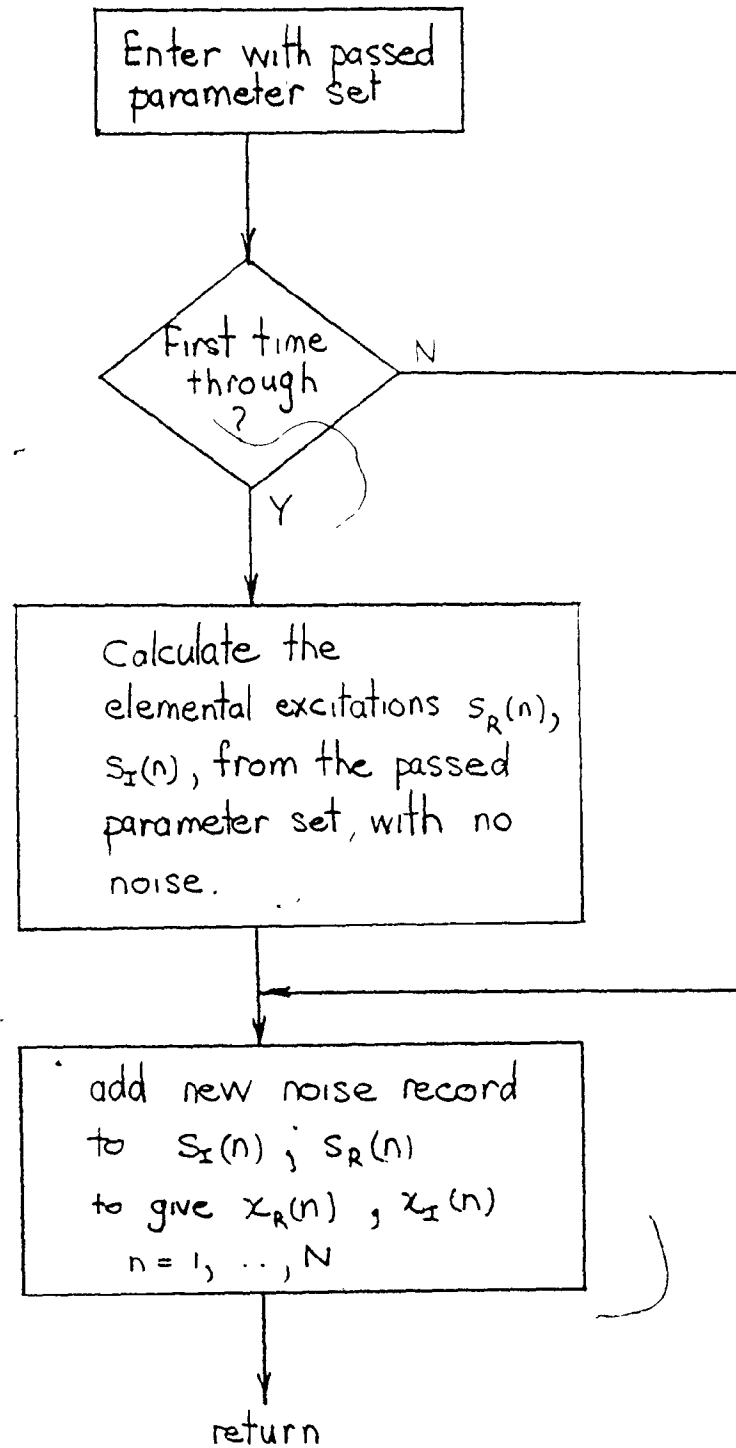 Enter with passed
parameter set
First time
through
?
N
Y
Calculate the
elemental excitations S_R(n),
S_I(n), from the passed
parameter set, with no
noise.
add new noise record
to S_I(n), S_R(n)
to give x_R(n), x_I(n)
n = 1, .., N
return